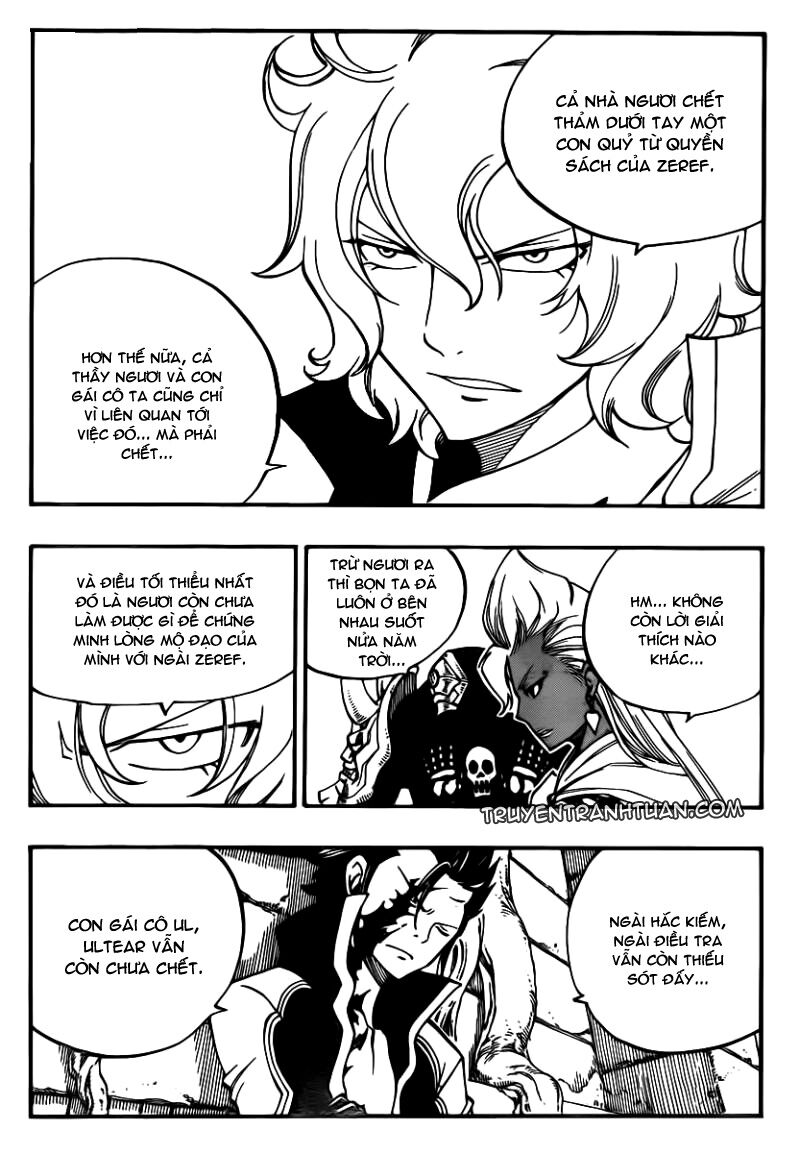 CẢ NHÀ NGƯƠI CHẾT
THẢM DƯỚI TAY MỘT
CON QUỶ TỪ QUYỂN
SÁCH CỦA ZEREF.
HƠN THẾ NỮA, CẢ
THẦY NGƯƠI VÀ CON
GÁI CÔ TA CŨNG CHỈ
VÌ LIÊN QUAN TỚI
VIỆC ĐÓ... MÀ PHẢI
CHẾT...
VÀ ĐIỀU TỐI THIỂU NHẤT
ĐÓ LÀ NGƯƠI CÒN CHƯA
LÀM ĐƯỢC GÌ ĐỂ CHỨNG
MINH LÒNG MỘ ĐẠO CỦA
MÌNH VỚI NGÀI ZEREF.
TRỪ NGƯƠI RA
THÌ BỌN TA ĐÃ
LUÔN Ở BÊN
NHAU SUỐT
NỬA NĂM
TRỜI...
HM... KHÔNG
CÒN LỜI GIẢI
THÍCH NÀO
KHÁC...
TRUYENTRANHTUAN.COM
CON GÁI CÔ UL,
ULTEAR VẪN
CÒN CHƯA CHẾT.
NGÀI HẮC KIẾM,
NGÀI ĐIỀU TRA
VẪN CÒN THIẾU
SÓT ĐẤY...